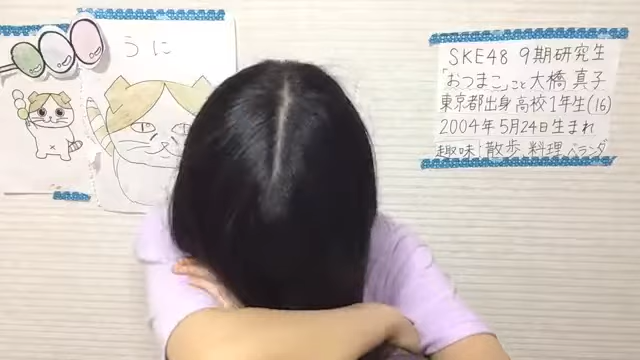 うに
SKE48 9期研究生
「おつまこ」こと大橋真子
東京都出身高校1年生(16)
2004年5月24日生まれ
趣味 散歩 料理 ベランダ